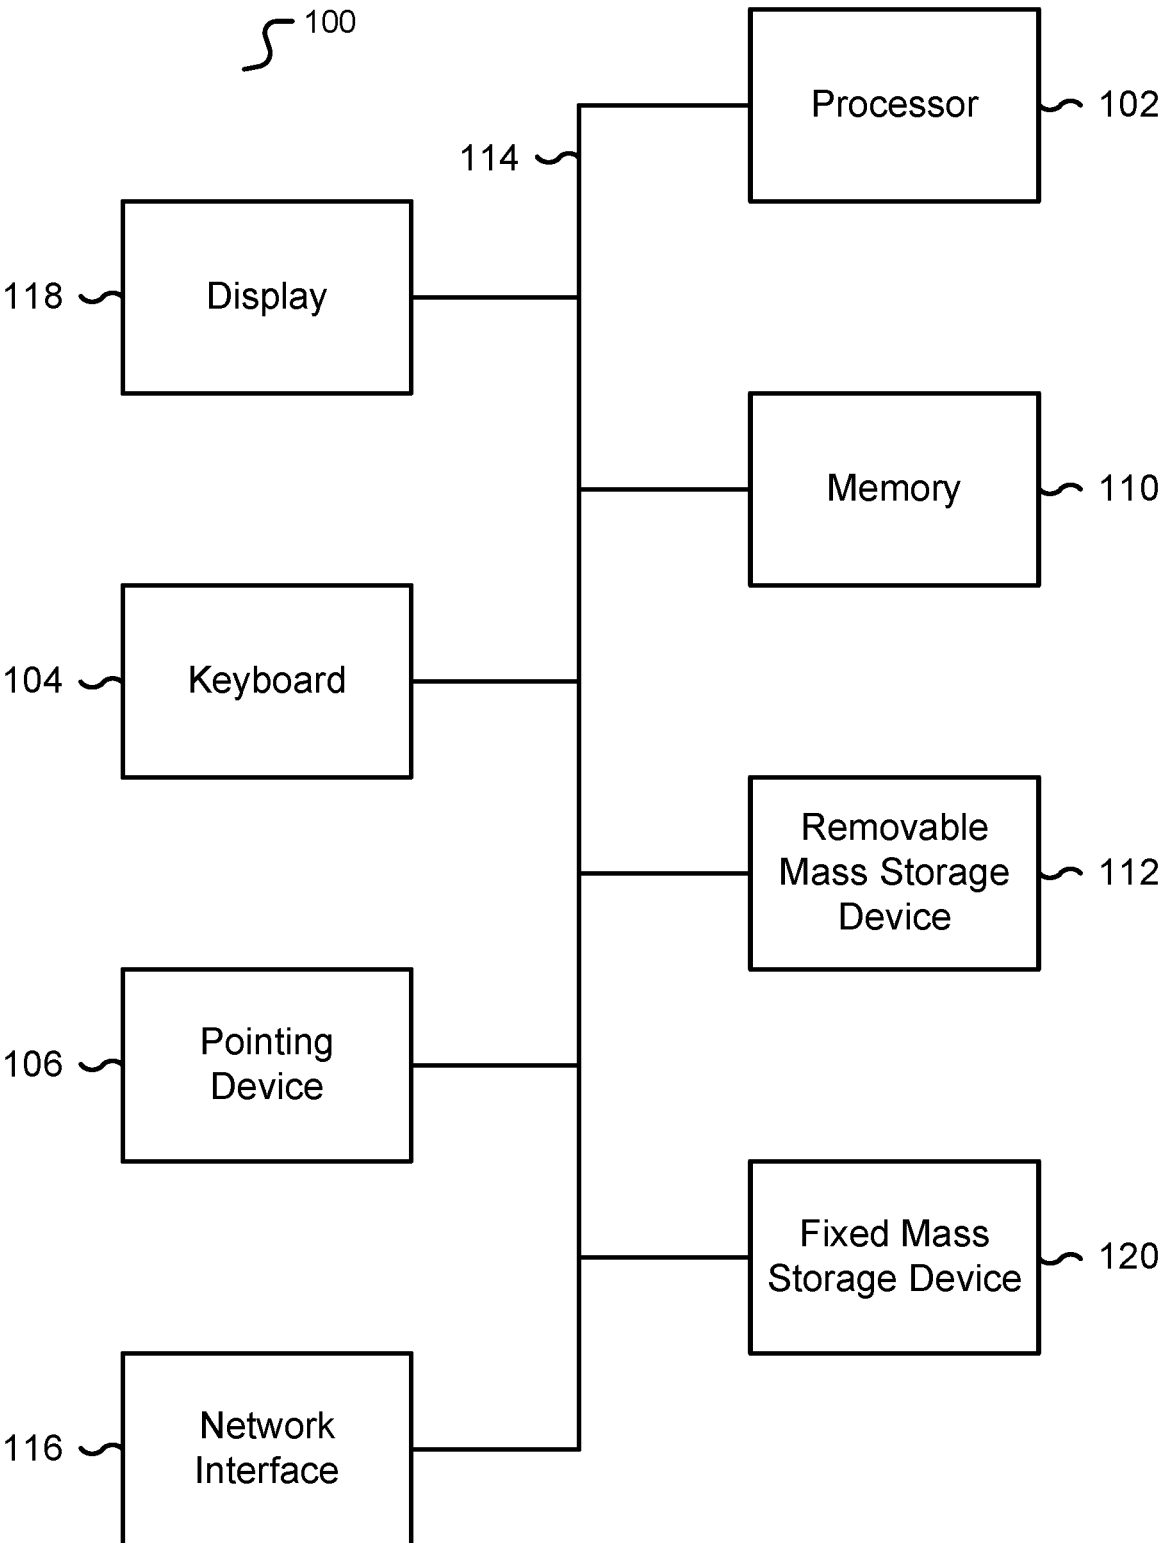 100
Processor
102
114
118
Display
Memory
110
104
Keyboard
Removable
Mass Storage
Device
112
106
Pointing
Device
Fixed Mass
Storage Device
120
116
Network
Interface